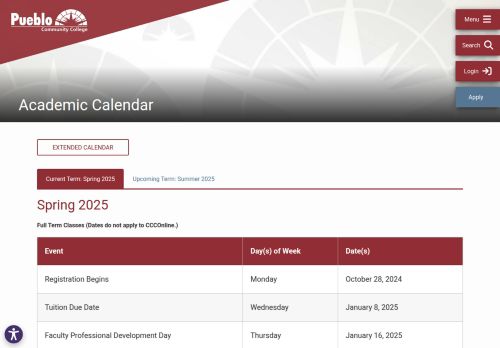 Pueblo
Community College
Menu
Search
Login
Apply
Academic Calendar
EXTENDED CALENDAR
Current Term: Spring 2025
Upcoming Term: Summer 2025
Spring 2025
Full Term Classes (Dates do not apply to CCCOnline.)
Event Day(s) of Week Date(s)
Registration Begins Monday October 28, 2024
Tuition Due Date Wednesday January 8, 2025
Faculty Professional Development Day Thursday January 16, 2025